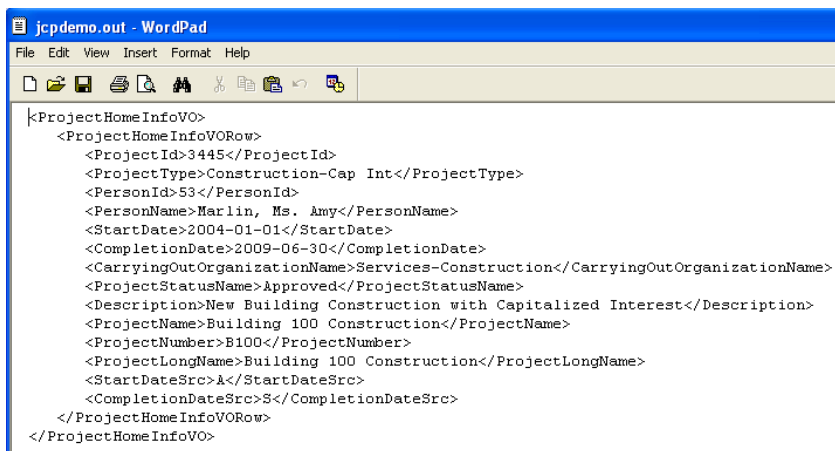 jcpdemo.out - WordPad
File Edit View Insert Format Help
<ProjectHomeInfoVO>
<ProjectHomeInfoVORow>
<ProjectId>3445</ProjectId>
<ProjectType>Construction-Cap Int</ProjectType>
<PersonId>53</PersonId>
<PersonName>Marlin, Ms. Amy</PersonName>
<StartDate>2004-01-01</StartDate>
<CompletionDate>2009-06-30</CompletionDate>
<CarryingOutOrganizationName>Services-Construction</CarryingOutOrganizationName>
<ProjectStatusName>Approved</ProjectStatusName>
<Description>New Building Construction with Capitalized Interest</Description>
<ProjectName>Building 100 Construction</ProjectName>
<ProjectNumber>B100</ProjectNumber>
<ProjectLongName>Building 100 Construction</ProjectLongName>
<StartDateSrc>A</StartDateSrc>
<CompletionDateSrc>S</CompletionDateSrc>
</ProjectHomeInfoVORow>
</ProjectHomeInfoVO>